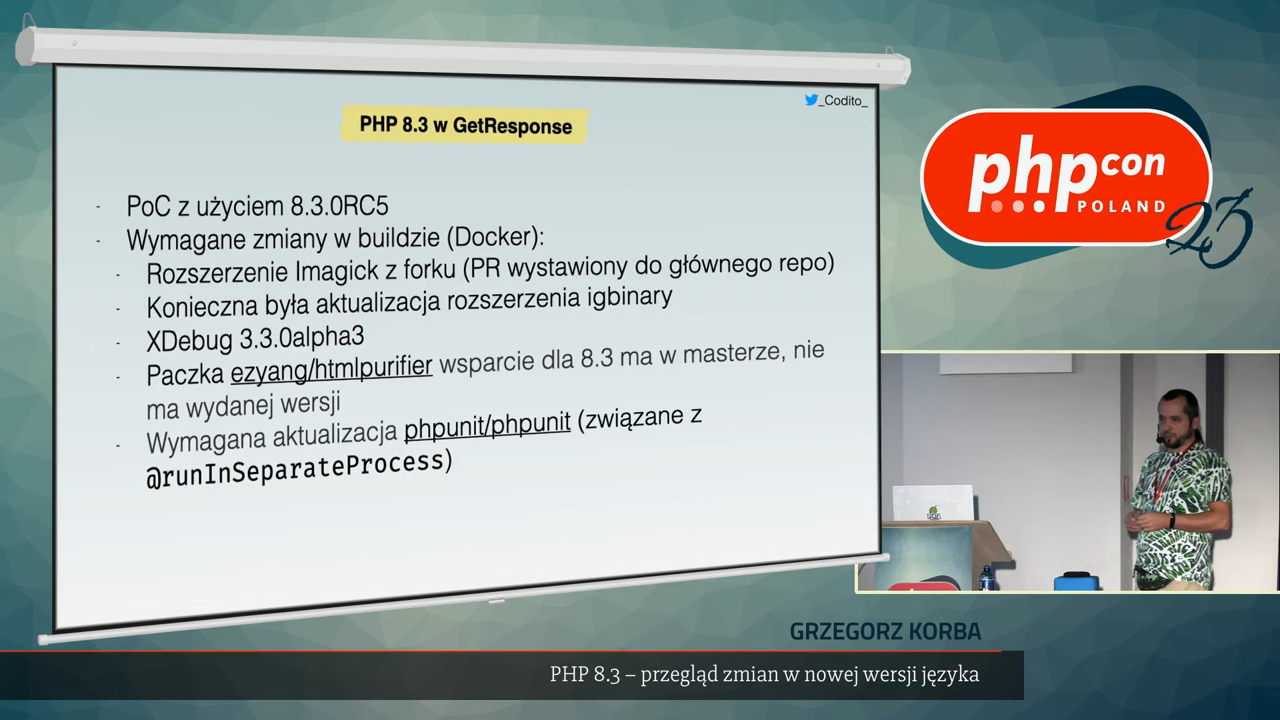 _Codito_
PHP 8.3 w GetResponse
- PoC z użyciem 8.3.0RC5
- Wymagane zmiany w buildzie (Docker):
- Rozszerzenie Imagick z forku (PR wystawiony do głównego repo)
- Konieczna była aktualizacja rozszerzenia igbinary
- XDebug 3.3.0alpha3
- Paczka ezyang/htmlpurifier wsparcie dla 8.3 ma w masterze, nie
ma wydanej wersji
- Wymagana aktualizacja phpunit/phpunit (związane z
@runInSeparateProcess)
phpcon
POLAND
23
GRZEGORZ KORBA
PHP 8.3 – przegląd zmian w nowej wersji języka